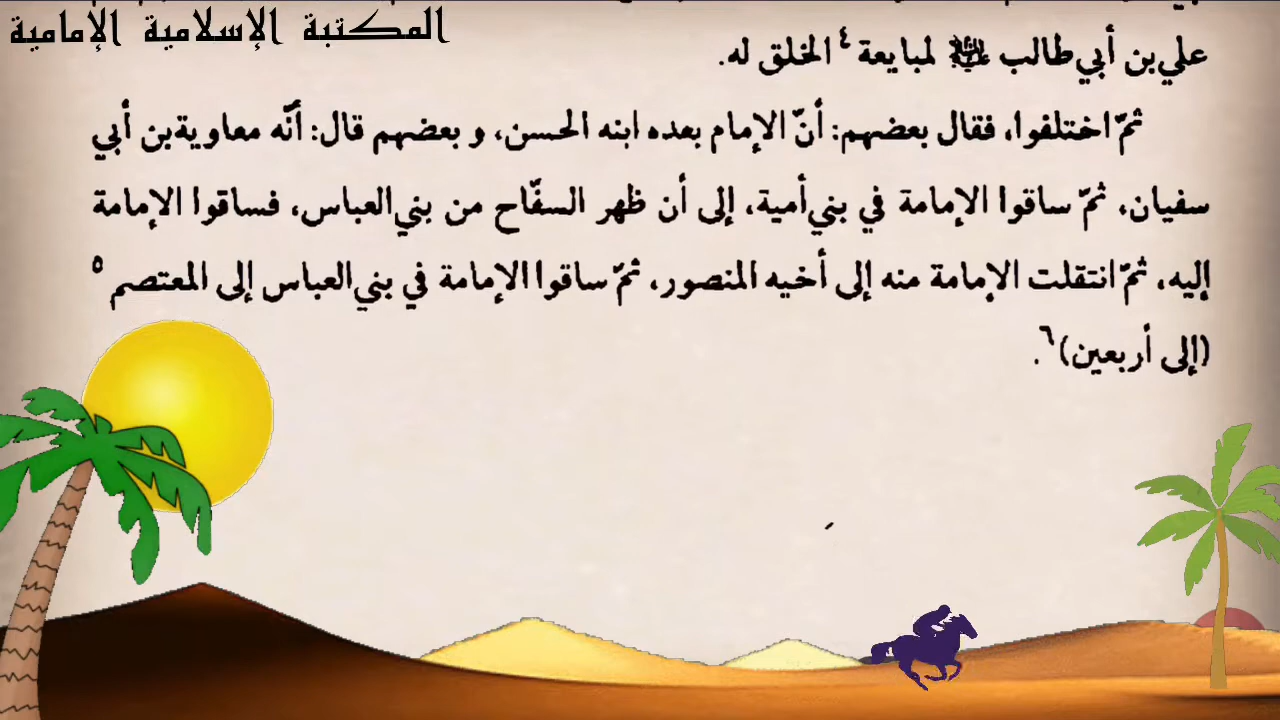 المكتبة الإسلامية الإمامية
علي بن أبي طالب عليه السلام لمبايعة ٤ الخلق له.
ثمّ اختلفوا، فقال بعضهم: أنّ الإمام بعده ابنه الحسن، و بعضهم قال: أنّه معاوية بن أبي
سفيان، ثمّ ساقوا الإمامة في بني أمية، إلى أن ظهر السفّاح من بني العباس، فساقوا الإمامة
إليه، ثمّ انتقلت الإمامة منه إلى أخيه المنصور، ثمّ ساقوا الإمامة في بني العباس إلى المعتصم ٥
(إلى أربعين) ٦.